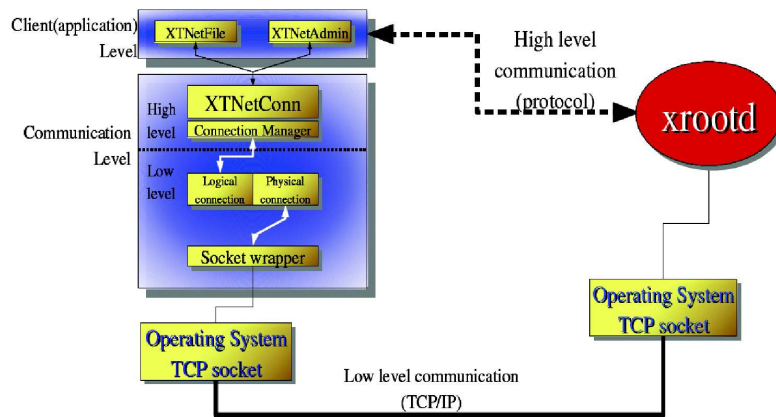 Client(application)
Level
XTNetFile
XTNetAdmin
High level
communication
(protocol)
xrootd
Communication
Level
High
level
XTNetConn
Connection Manager
Low
level
Logical
connection
Physical
connection
Socket wrapper
Operating System
TCP socket
Operating System
TCP socket
Low level communication
(TCP/IP)